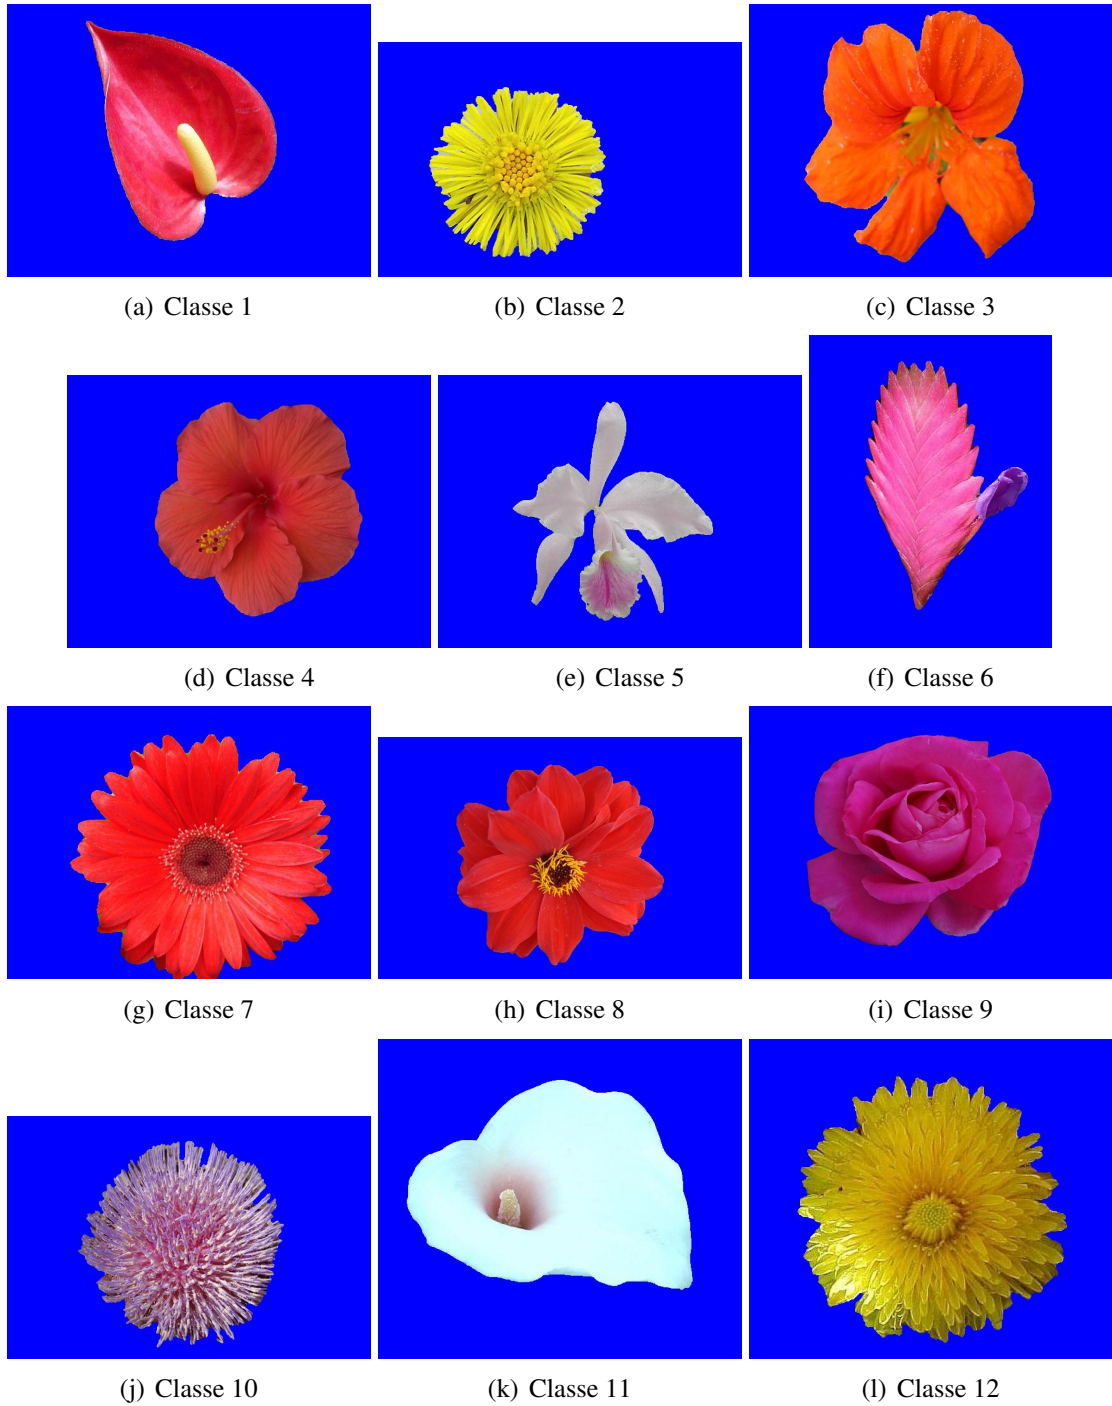 (a) Classe 1
(b) Classe 2
(c) Classe 3
(d) Classe 4
(e) Classe 5
(f) Classe 6
(g) Classe 7
(h) Classe 8
(i) Classe 9
(j) Classe 10
(k) Classe 11
(l) Classe 12